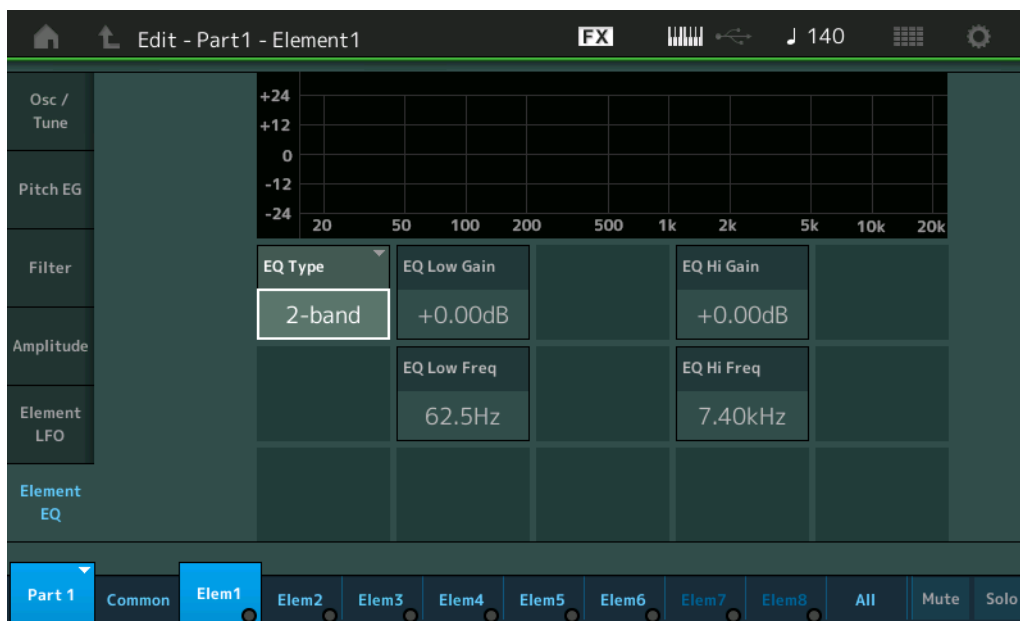 Edit - Part1 - Element1
FX
♩ 140
Osc /
Tune
Pitch EG
Filter
Amplitude
Element
LFO
Element
EQ
+24
+12
0
-12
-24
20 50 100 200 500 1k 2k 5k 10k 20k
EQ Type
2-band
EQ Low Gain
+0.00dB
EQ Hi Gain
+0.00dB
EQ Low Freq
62.5Hz
EQ Hi Freq
7.40kHz
Part 1 Common Elem1 Elem2 Elem3 Elem4 Elem5 Elem6 Elem7 Elem8 All Mute Solo